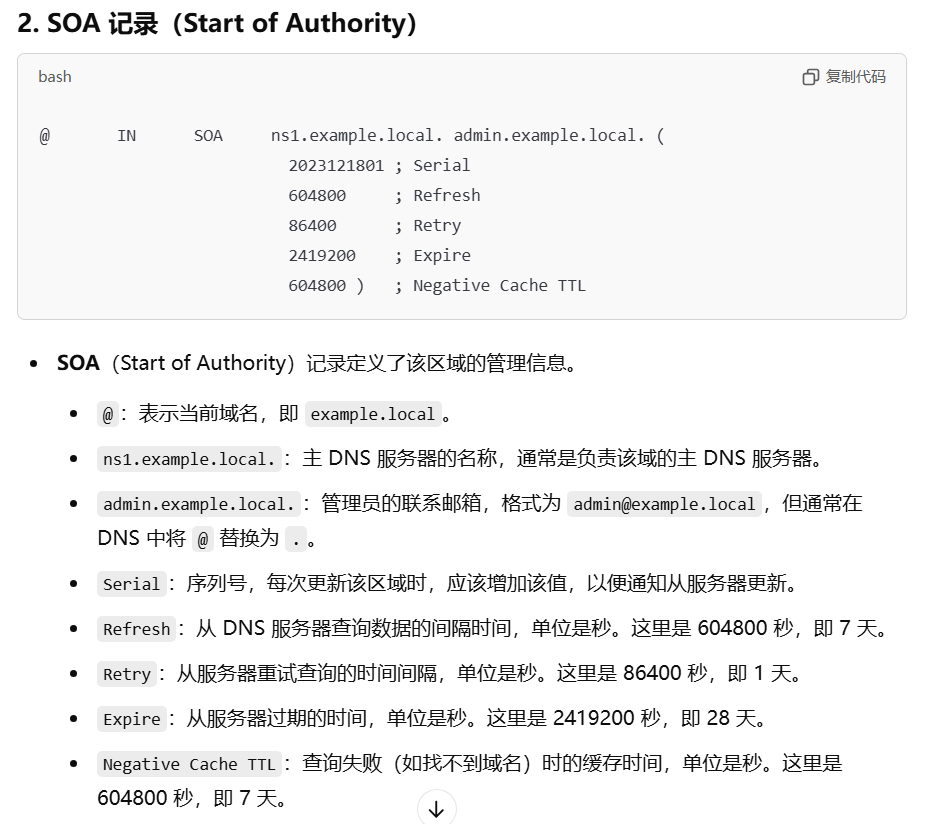 2. SOA 记录（Start of Authority）
bash
复制代码
@       IN      SOA     ns1.example.local. admin.example.local. (
2023121801 ; Serial
604800     ; Refresh
86400      ; Retry
2419200    ; Expire
604800 )   ; Negative Cache TTL
SOA（Start of Authority）记录定义了该区域的管理信息。
@：表示当前域名，即 example.local。
ns1.example.local.：主 DNS 服务器的名称，通常是负责该域的主 DNS 服务器。
admin.example.local.：管理员的联系邮箱，格式为 admin@example.local，但通常在
DNS 中将 @ 替换为 .。
Serial：序列号，每次更新该区域时，应该增加该值，以便通知从服务器更新。
Refresh：从 DNS 服务器查询数据的间隔时间，单位是秒。这里是 604800 秒，即 7 天。
Retry：从服务器重试查询的时间间隔，单位是秒。这里是 86400 秒，即 1 天。
Expire：从服务器过期的时间，单位是秒。这里是 2419200 秒，即 28 天。
Negative Cache TTL：查询失败（如找不到域名）时的缓存时间，单位是秒。这里是
604800 秒，即 7 天。